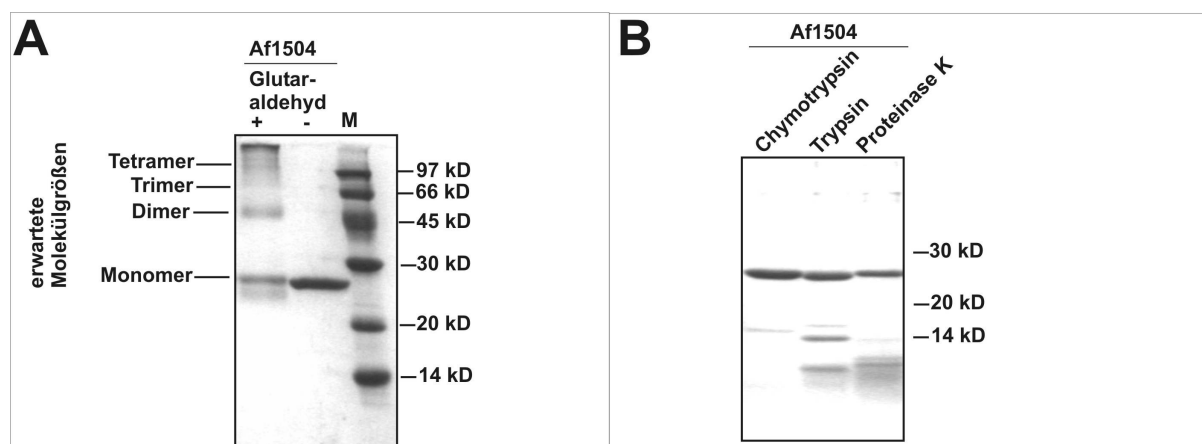 A
Af1504
Glutar-
aldehyd
+ - M
Tetramer
Trimer
Dimer
Monomer
erwartete
Molekülgrößen
97 kD
66 kD
45 kD
30 kD
20 kD
14 kD
B
Af1504
Chymotrypsin
Trypsin
Proteinase K
30 kD
20 kD
14 kD